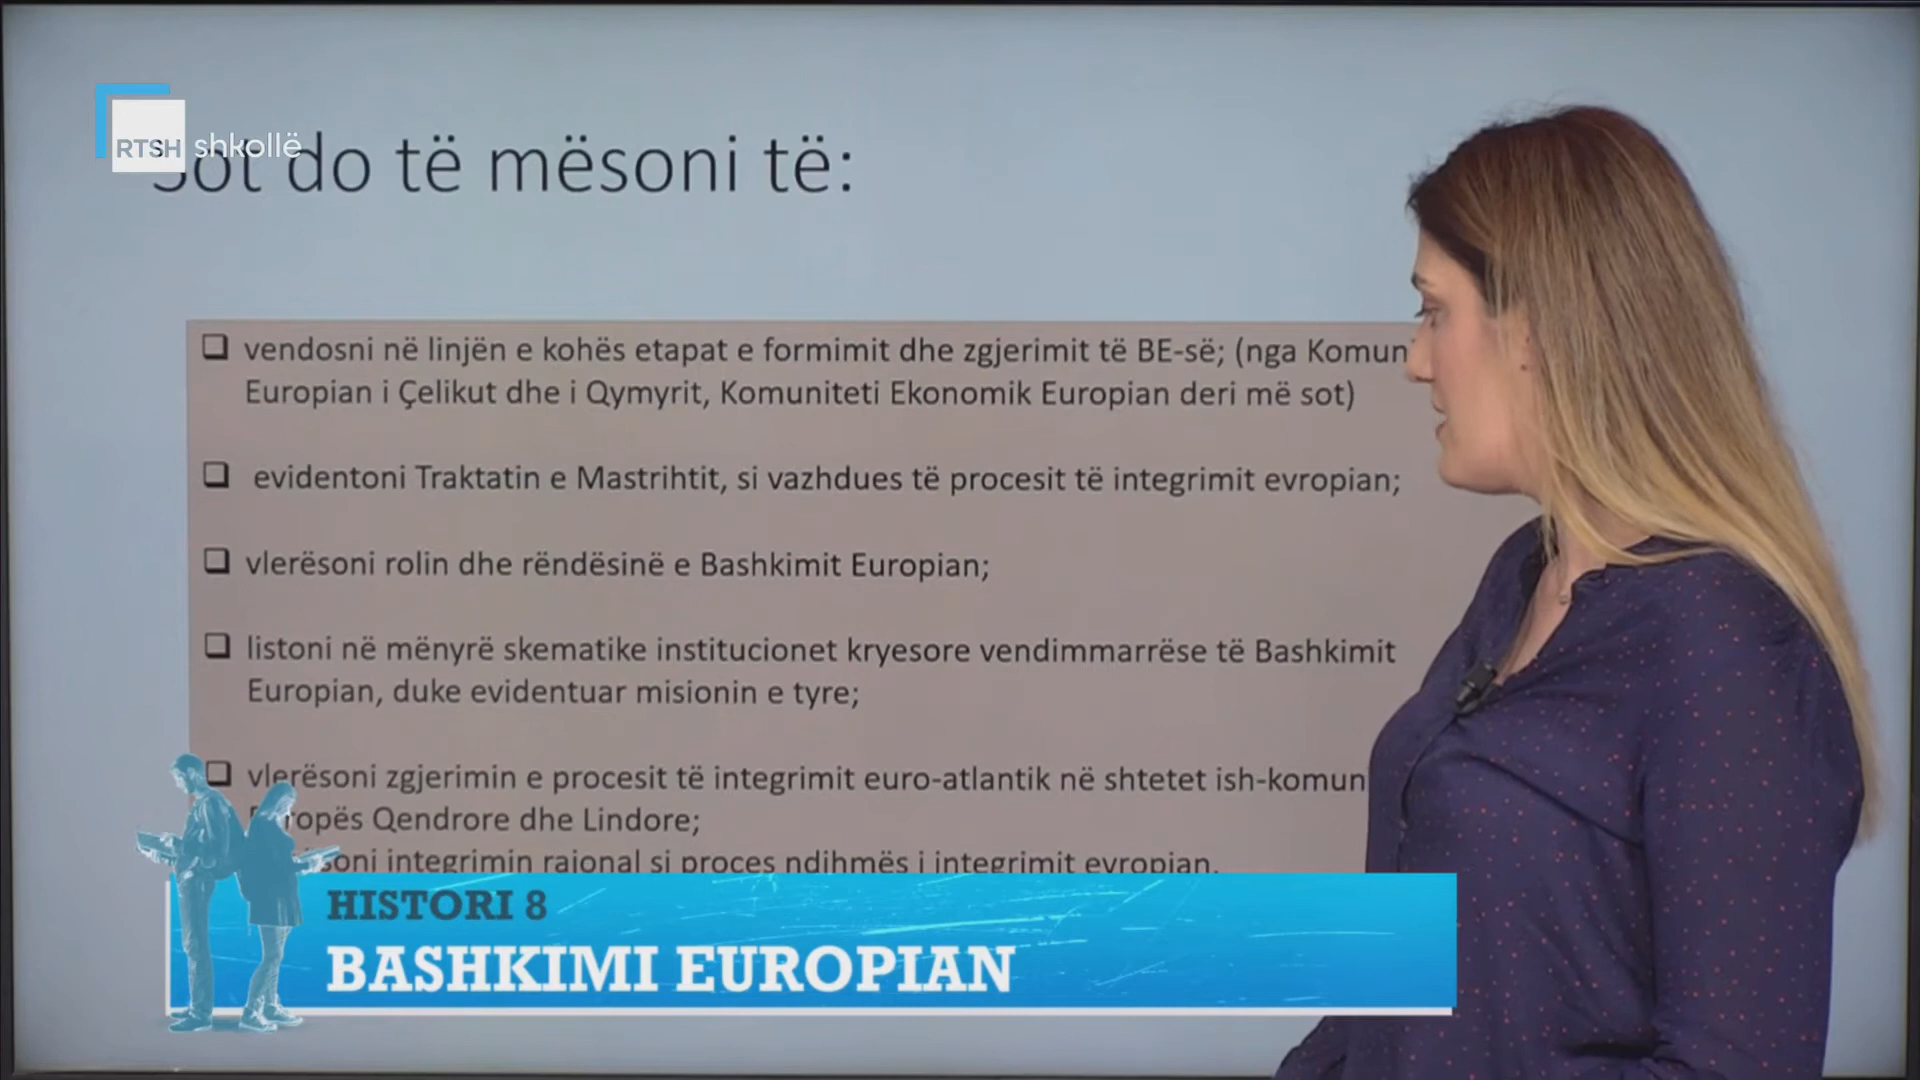 RTSH shkollë
Sot do të mësoni të:
❑ vendosni në linjën e kohës etapat e formimit dhe zgjerimit të BE-së; (nga Komun
Europian i Çelikut dhe i Qymyrit, Komuniteti Ekonomik Europian deri më sot)
❑ evidentoni Traktatin e Mastrihtit, si vazhdues të procesit të integrimit evropian;
❑ vlerësoni rolin dhe rëndësinë e Bashkimit Europian;
❑ listoni në mënyrë skematike institucionet kryesore vendimmarrëse të Bashkimit
Europian, duke evidentuar misionin e tyre;
❑ vlerësoni zgjerimin e procesit të integrimit euro-atlantik në shtetet ish-komun
Qendrore dhe Lindore;
integrimin rajonal si proces ndihmës i integrimit evropian.
HISTORI 8
BASHKIMI EUROPIAN